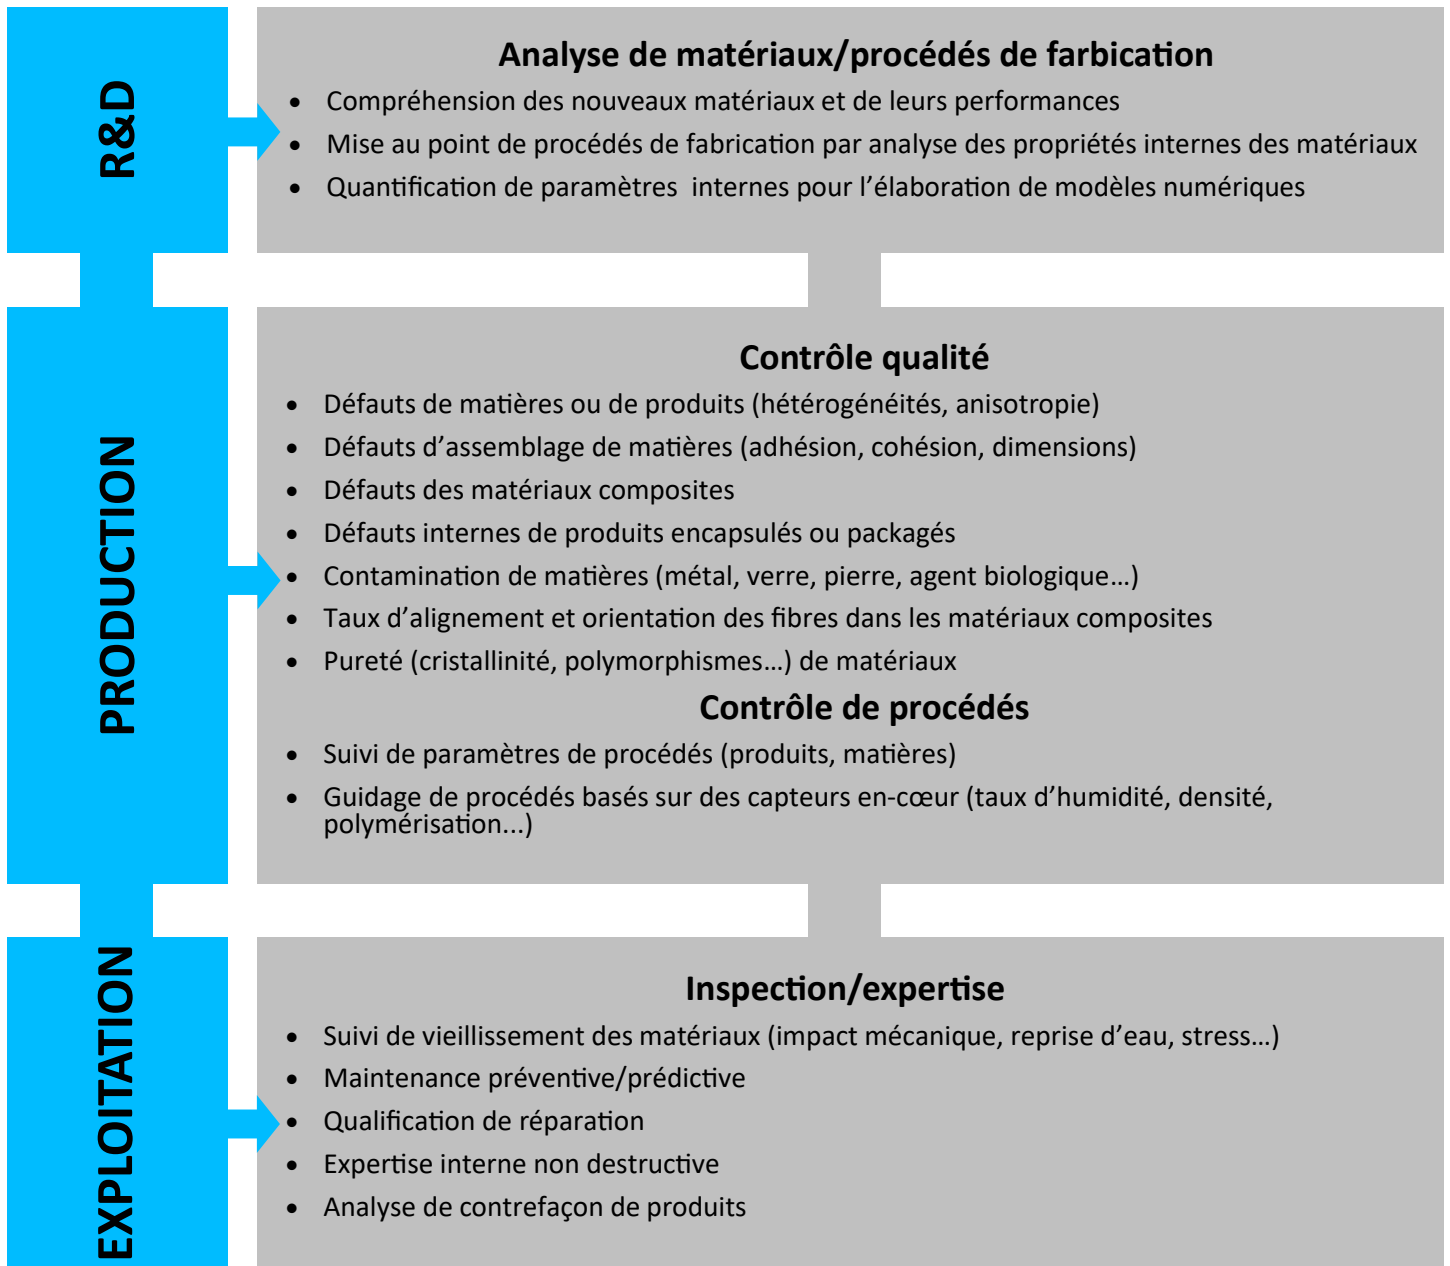 R&D
Analyse de matériaux/procédés de farbication
• Compréhension des nouveaux matériaux et de leurs performances
• Mise au point de procédés de fabrication par analyse des propriétés internes des matériaux
• Quantification de paramètres  internes pour l’élaboration de modèles numériques
PRODUCTION
Contrôle qualité
• Défauts de matières ou de produits (hétérogénéités, anisotropie)
• Défauts d’assemblage de matières (adhésion, cohésion, dimensions)
• Défauts des matériaux composites
• Défauts internes de produits encapsulés ou packagés
• Contamination de matières (métal, verre, pierre, agent biologique…)
• Taux d’alignement et orientation des fibres dans les matériaux composites
• Pureté (cristallinité, polymorphismes…) de matériaux
Contrôle de procédés
• Suivi de paramètres de procédés (produits, matières)
• Guidage de procédés basés sur des capteurs en-cœur (taux d’humidité, densité,
polymérisation...)
EXPLOITATION
Inspection/expertise
• Suivi de vieillissement des matériaux (impact mécanique, reprise d’eau, stress…)
• Maintenance préventive/prédictive
• Qualification de réparation
• Expertise interne non destructive
• Analyse de contrefaçon de produits